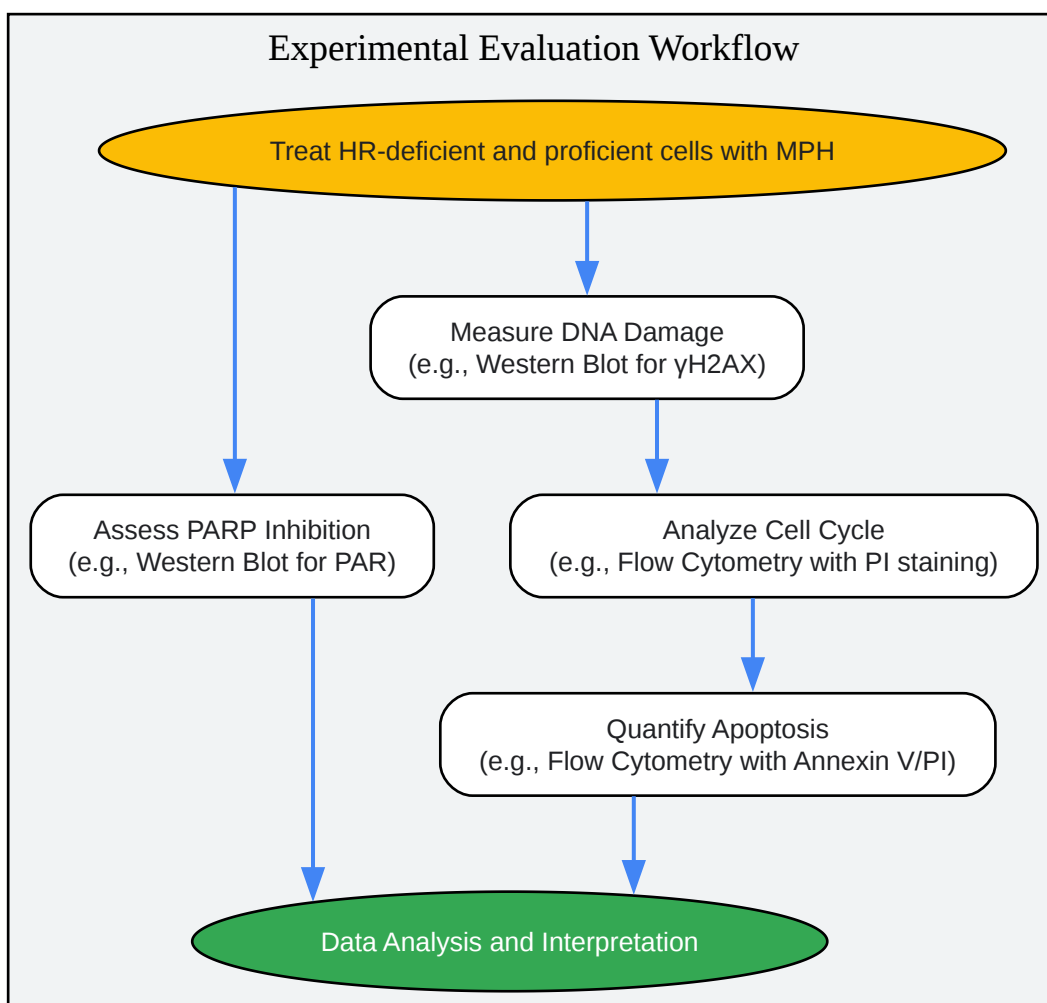 Experimental Evaluation Workflow
Treat HR-deficient and proficient cells with MPH
Measure DNA Damage
(e.g., Western Blot for γH2AX)
Assess PARP Inhibition
(e.g., Western Blot for PAR)
Analyze Cell Cycle
(e.g., Flow Cytometry with PI staining)
Quantify Apoptosis
(e.g., Flow Cytometry with Annexin V/PI)
Data Analysis and Interpretation